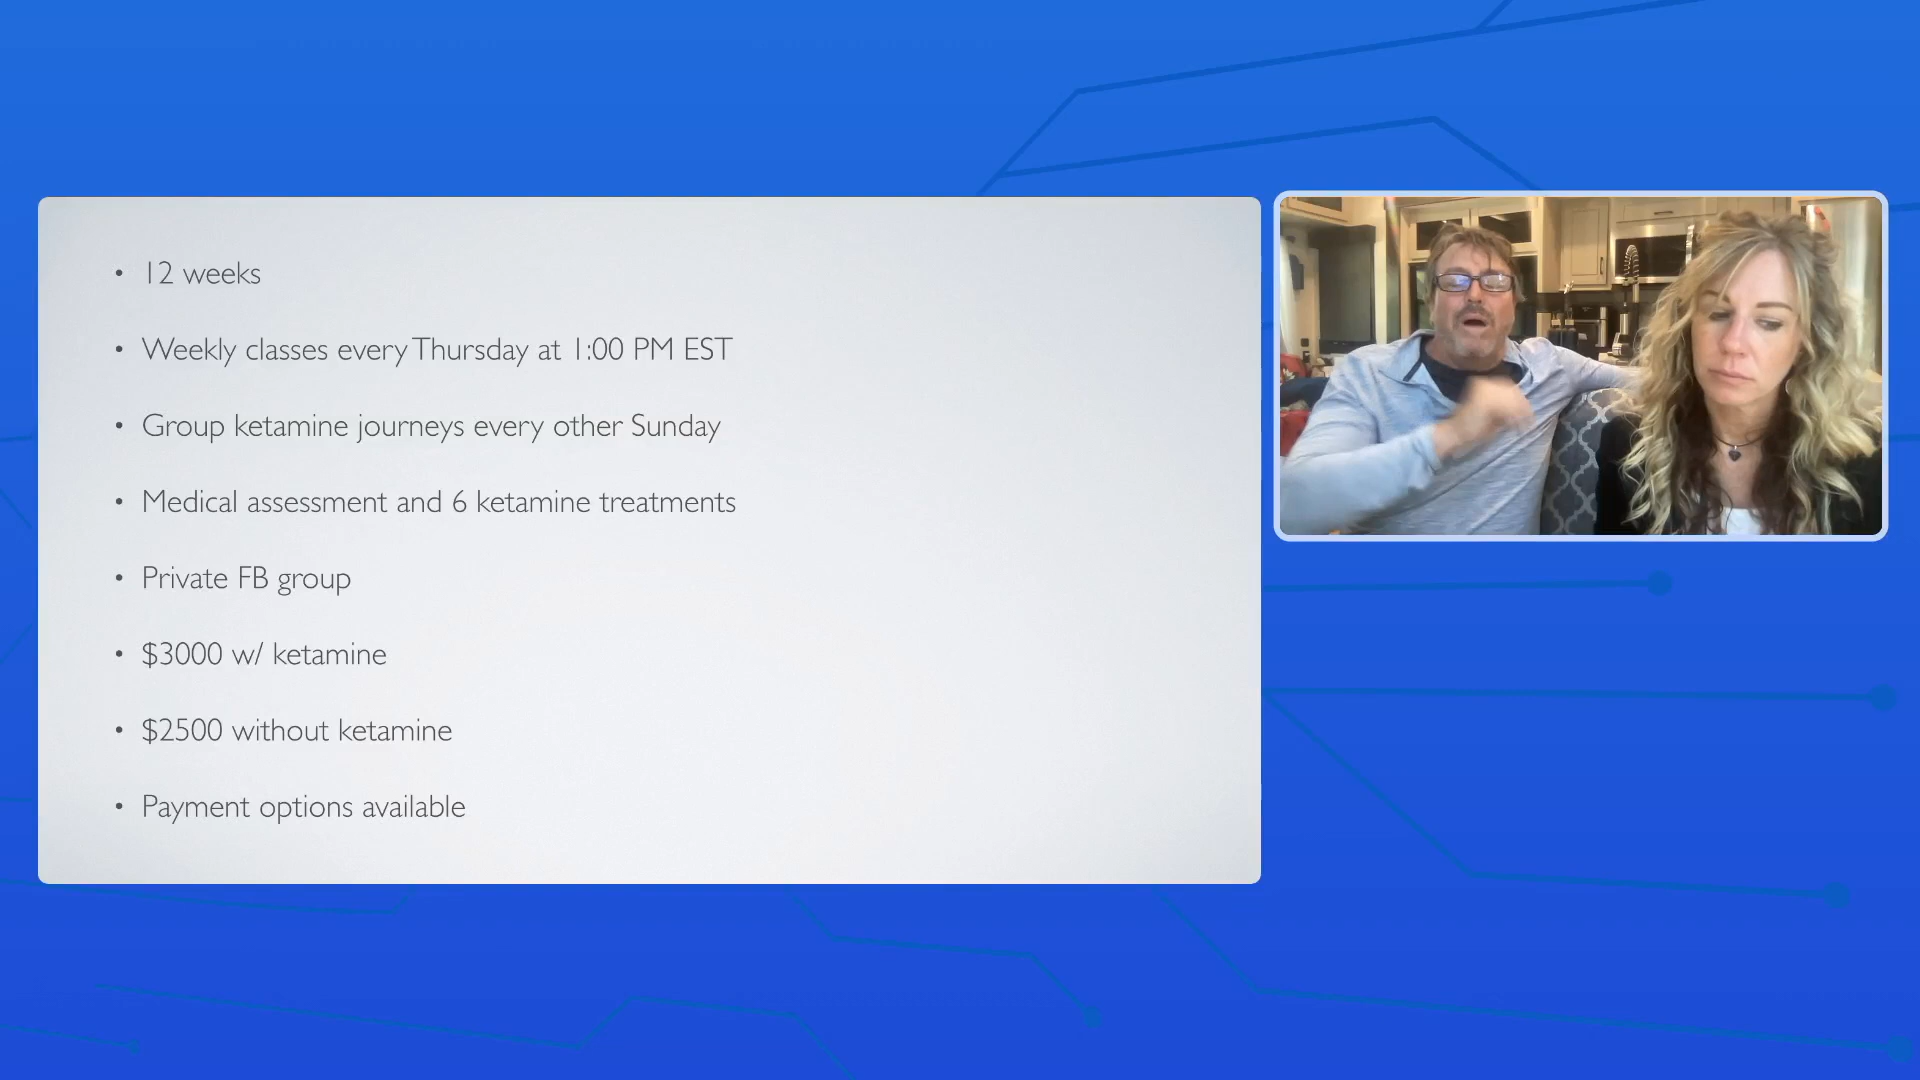 • 12 weeks
• Weekly classes every Thursday at 1:00 PM EST
• Group ketamine journeys every other Sunday
• Medical assessment and 6 ketamine treatments
• Private FB group
• $3000 w/ ketamine
• $2500 without ketamine
• Payment options available